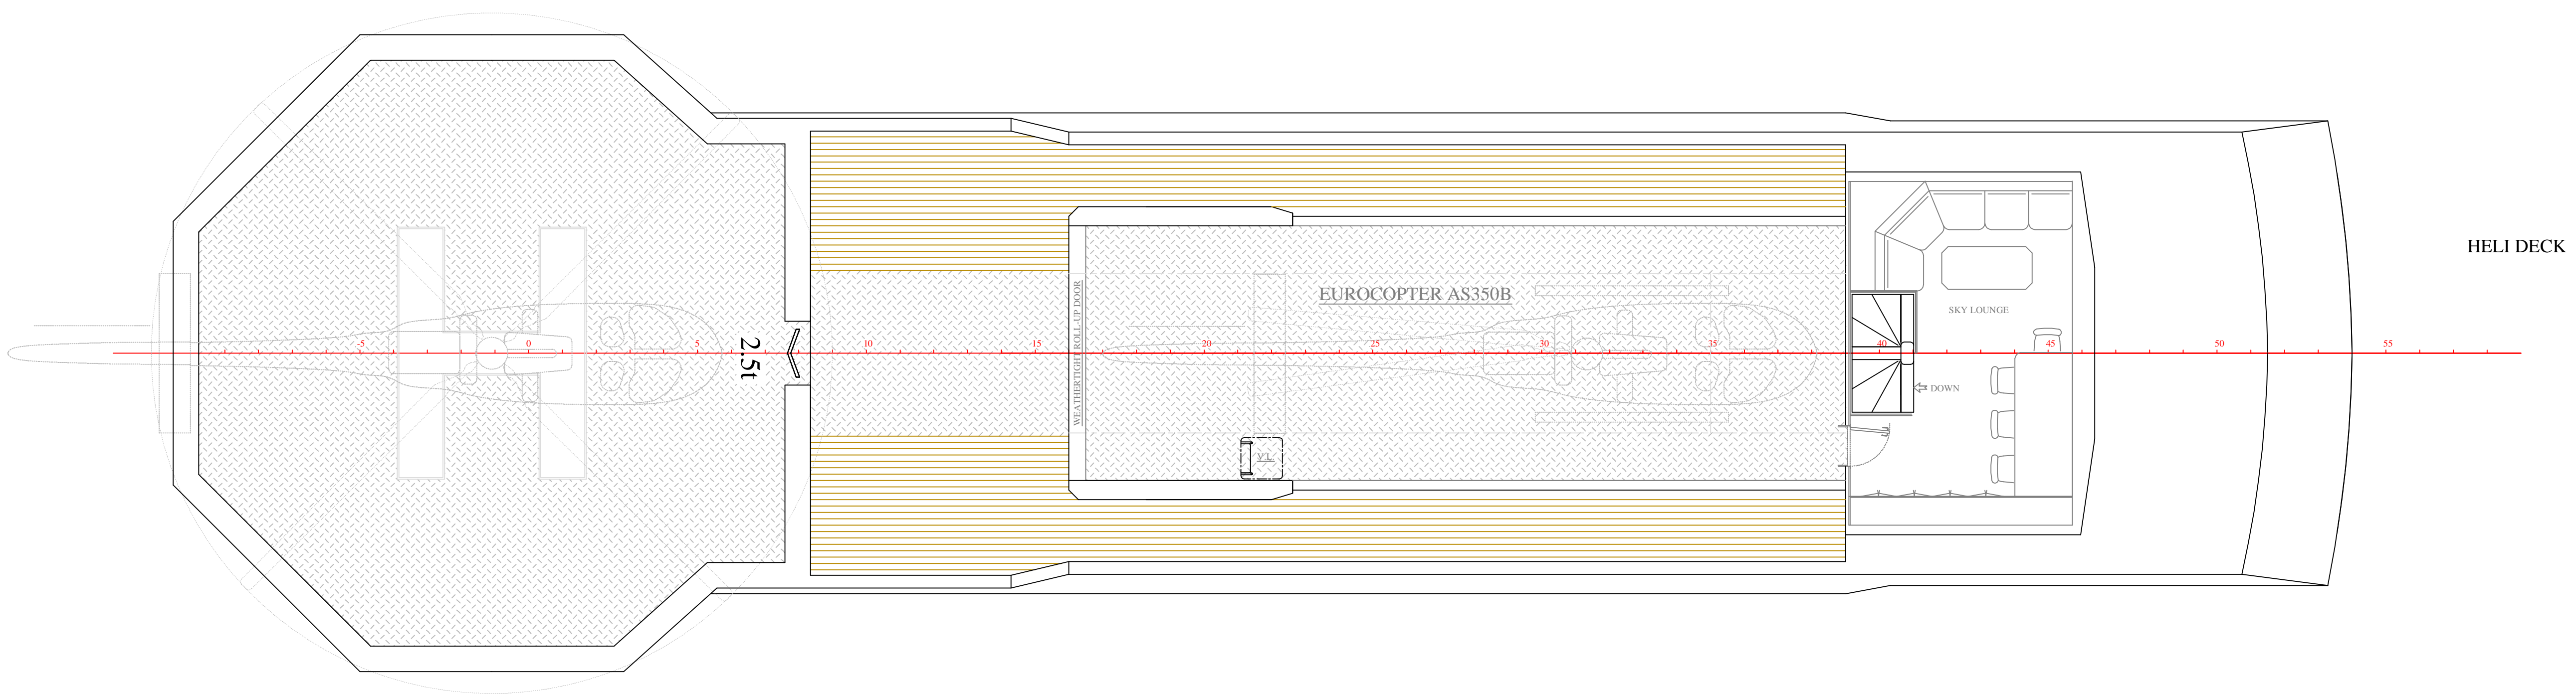 HELI DECK
EUROCOPTER AS350B
SKY LOUNGE
WEATHERTIGHT ROLL-UP DOOR
2.5t
-5 0 5 10 15 20 25 30 35 40 45 50 55
DOWN
V.L.